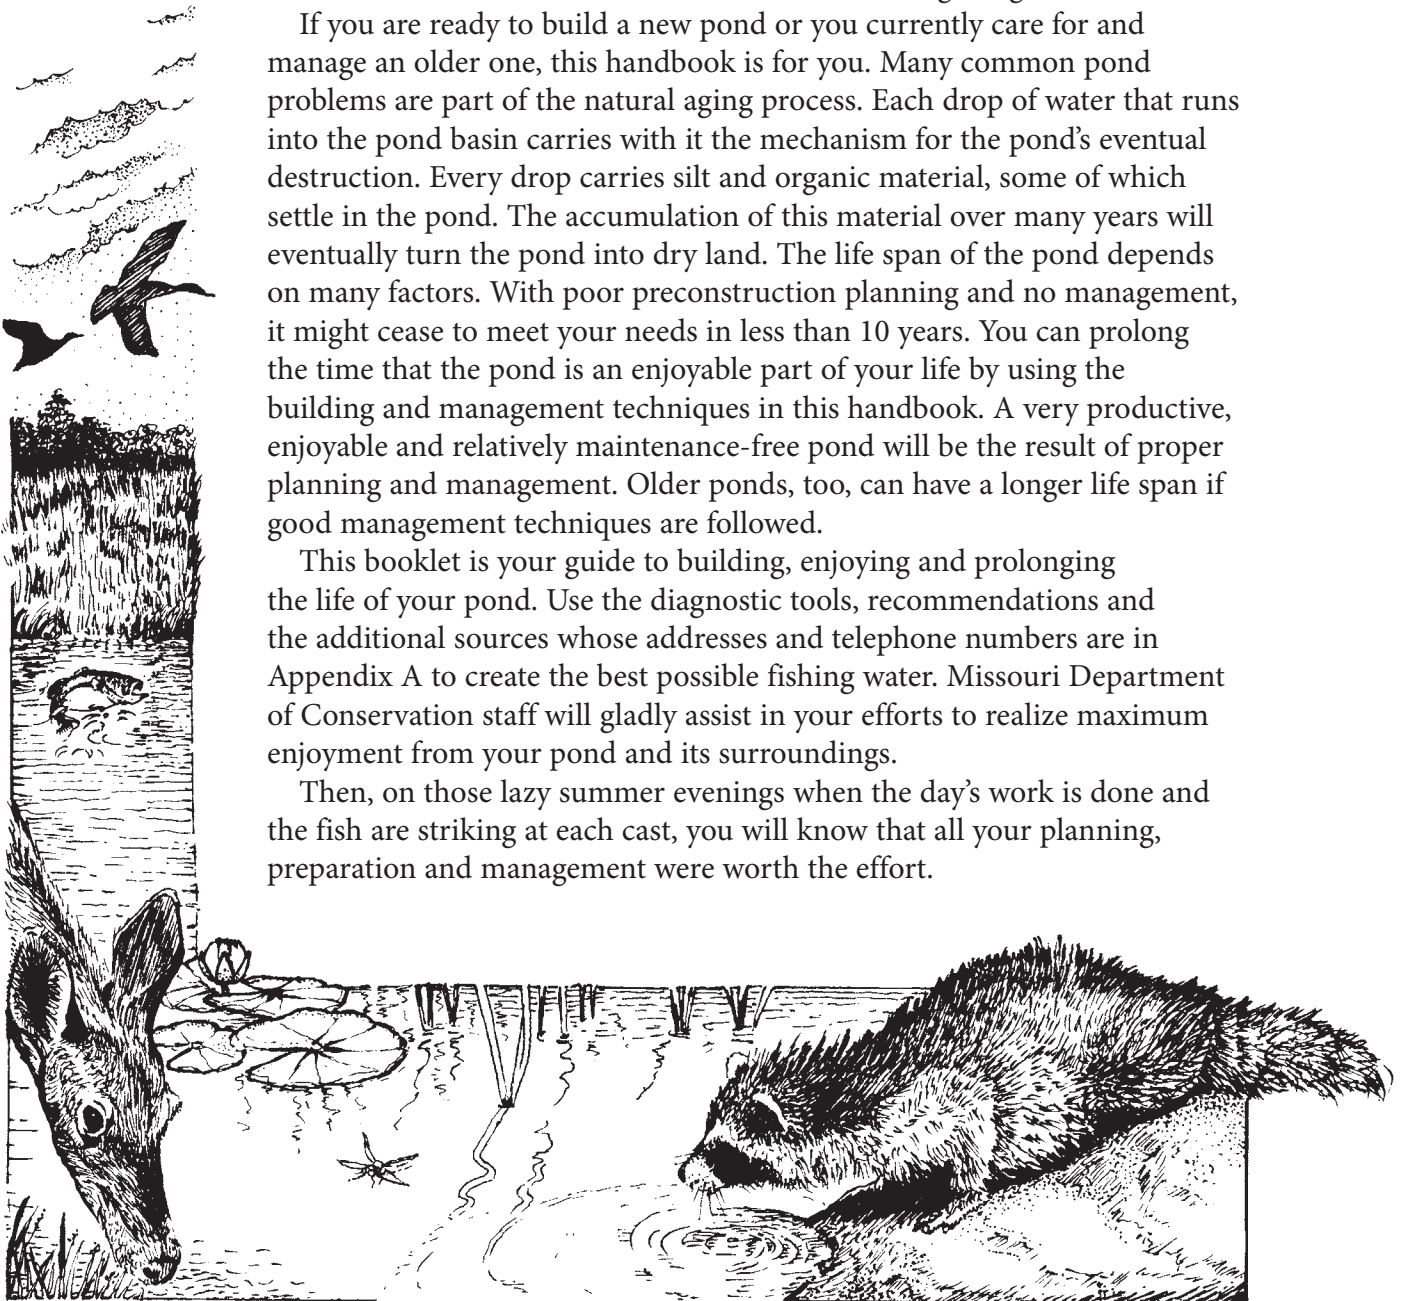 If you are ready to build a new pond or you currently care for and
manage an older one, this handbook is for you. Many common pond
problems are part of the natural aging process. Each drop of water that runs
into the pond basin carries with it the mechanism for the pond’s eventual
destruction. Every drop carries silt and organic material, some of which
settle in the pond. The accumulation of this material over many years will
eventually turn the pond into dry land. The life span of the pond depends
on many factors. With poor preconstruction planning and no management,
it might cease to meet your needs in less than 10 years. You can prolong
the time that the pond is an enjoyable part of your life by using the
building and management techniques in this handbook. A very productive,
enjoyable and relatively maintenance-free pond will be the result of proper
planning and management. Older ponds, too, can have a longer life span if
good management techniques are followed.
This booklet is your guide to building, enjoying and prolonging
the life of your pond. Use the diagnostic tools, recommendations and
the additional sources whose addresses and telephone numbers are in
Appendix A to create the best possible fishing water. Missouri Department
of Conservation staff will gladly assist in your efforts to realize maximum
enjoyment from your pond and its surroundings.
Then, on those lazy summer evenings when the day’s work is done and
the fish are striking at each cast, you will know that all your planning,
preparation and management were worth the effort.